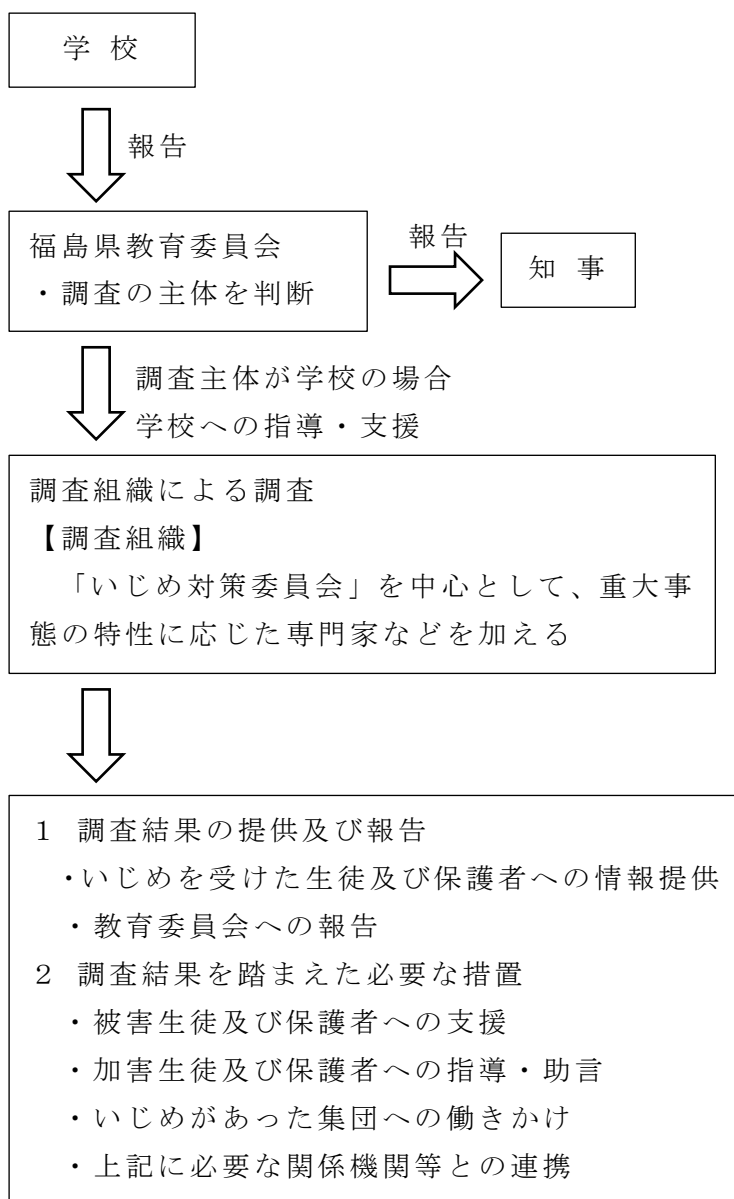 学校
報告
福島県教育委員会
・調査の主体を判断
報告
知事
調査主体が学校の場合
学校への指導・支援
調査組織による調査
【調査組織】
「いじめ対策委員会」を中心として、重大事
態の特性に応じた専門家などを加える
1 調査結果の提供及び報告
・いじめを受けた生徒及び保護者への情報提供
・教育委員会への報告
2 調査結果を踏まえた必要な措置
・被害生徒及び保護者への支援
・加害生徒及び保護者への指導・助言
・いじめがあった集団への働きかけ
・上記に必要な関係機関等との連携